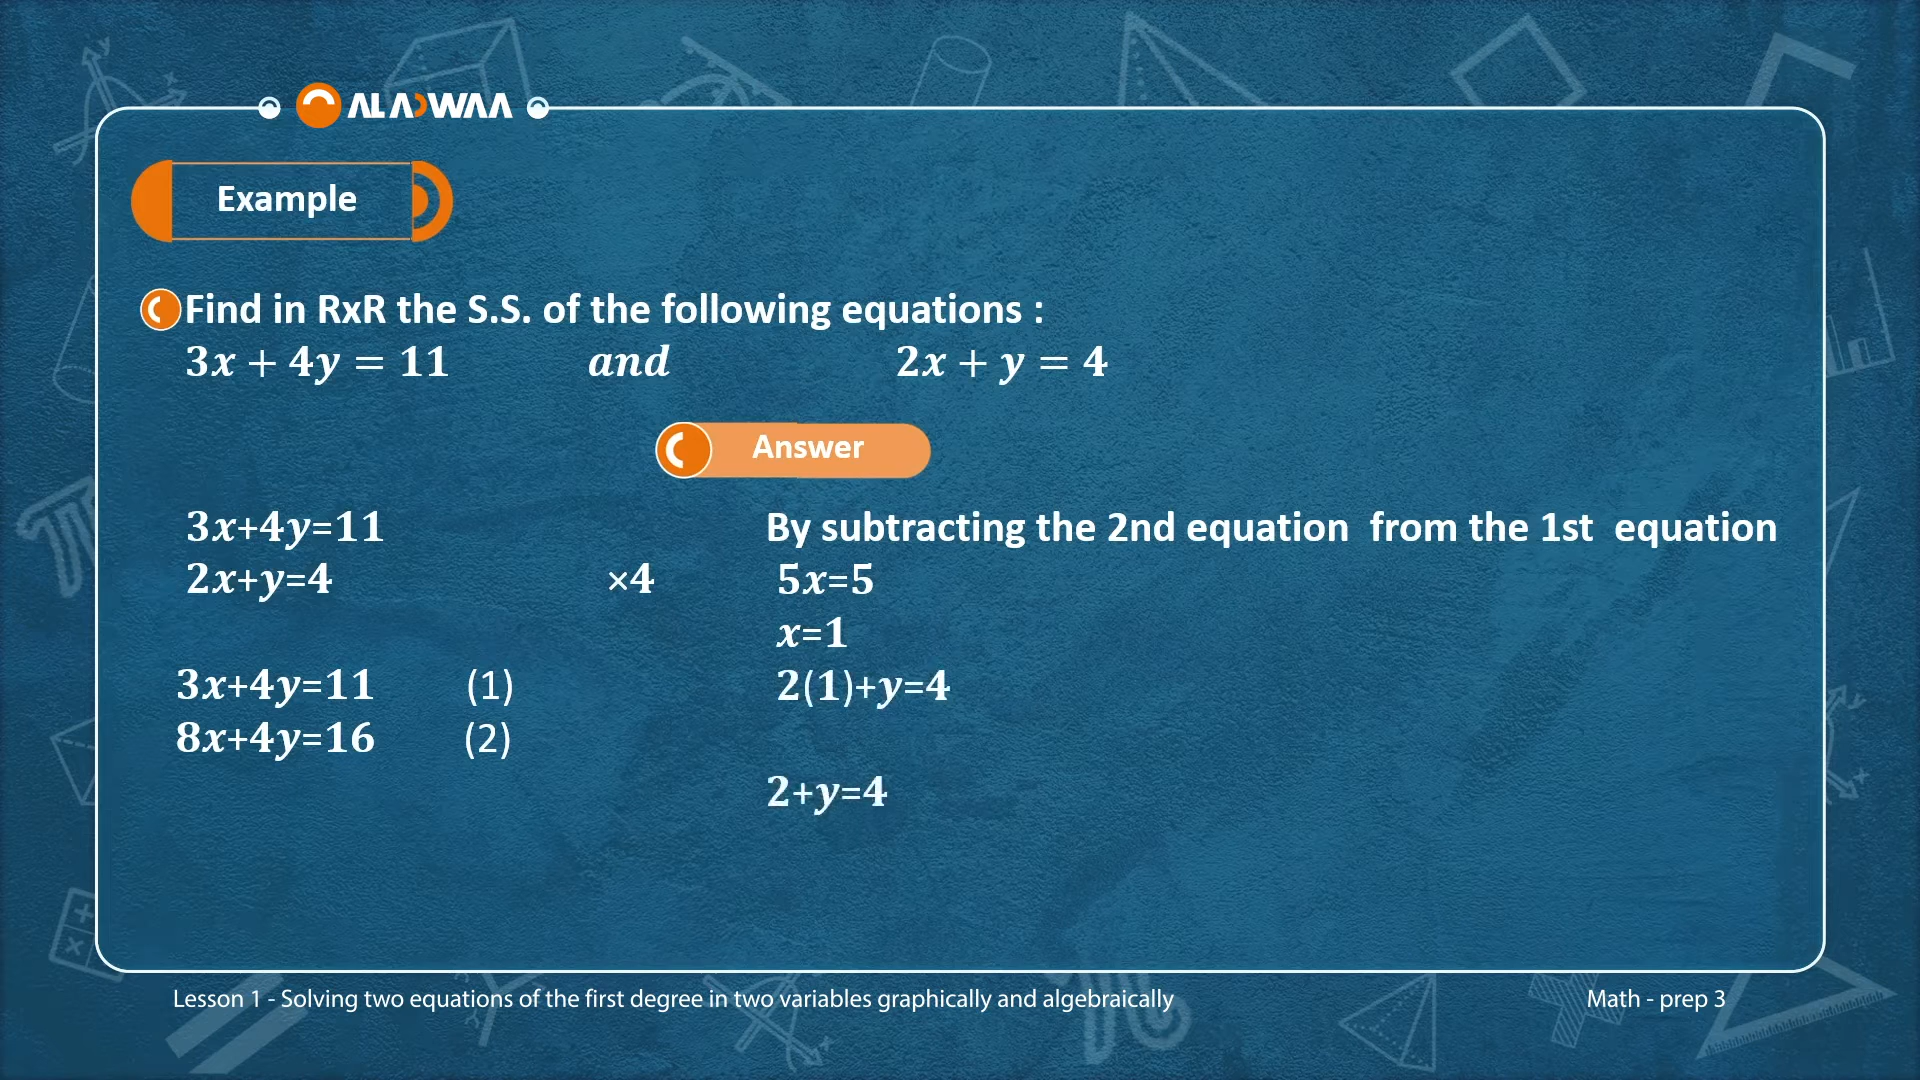 ALADWAA
Example
Find in RxR the S.S. of the following equations :
3x + 4y = 11 and 2x + y = 4
Answer
3x+4y=11
2x+y=4 ×4
3x+4y=11 (1)
8x+4y=16 (2)
By subtracting the 2nd equation from the 1st equation
5x=5
x=1
2(1)+y=4
2+y=4
Lesson 1 - Solving two equations of the first degree in two variables graphically and algebraically
Math - prep 3